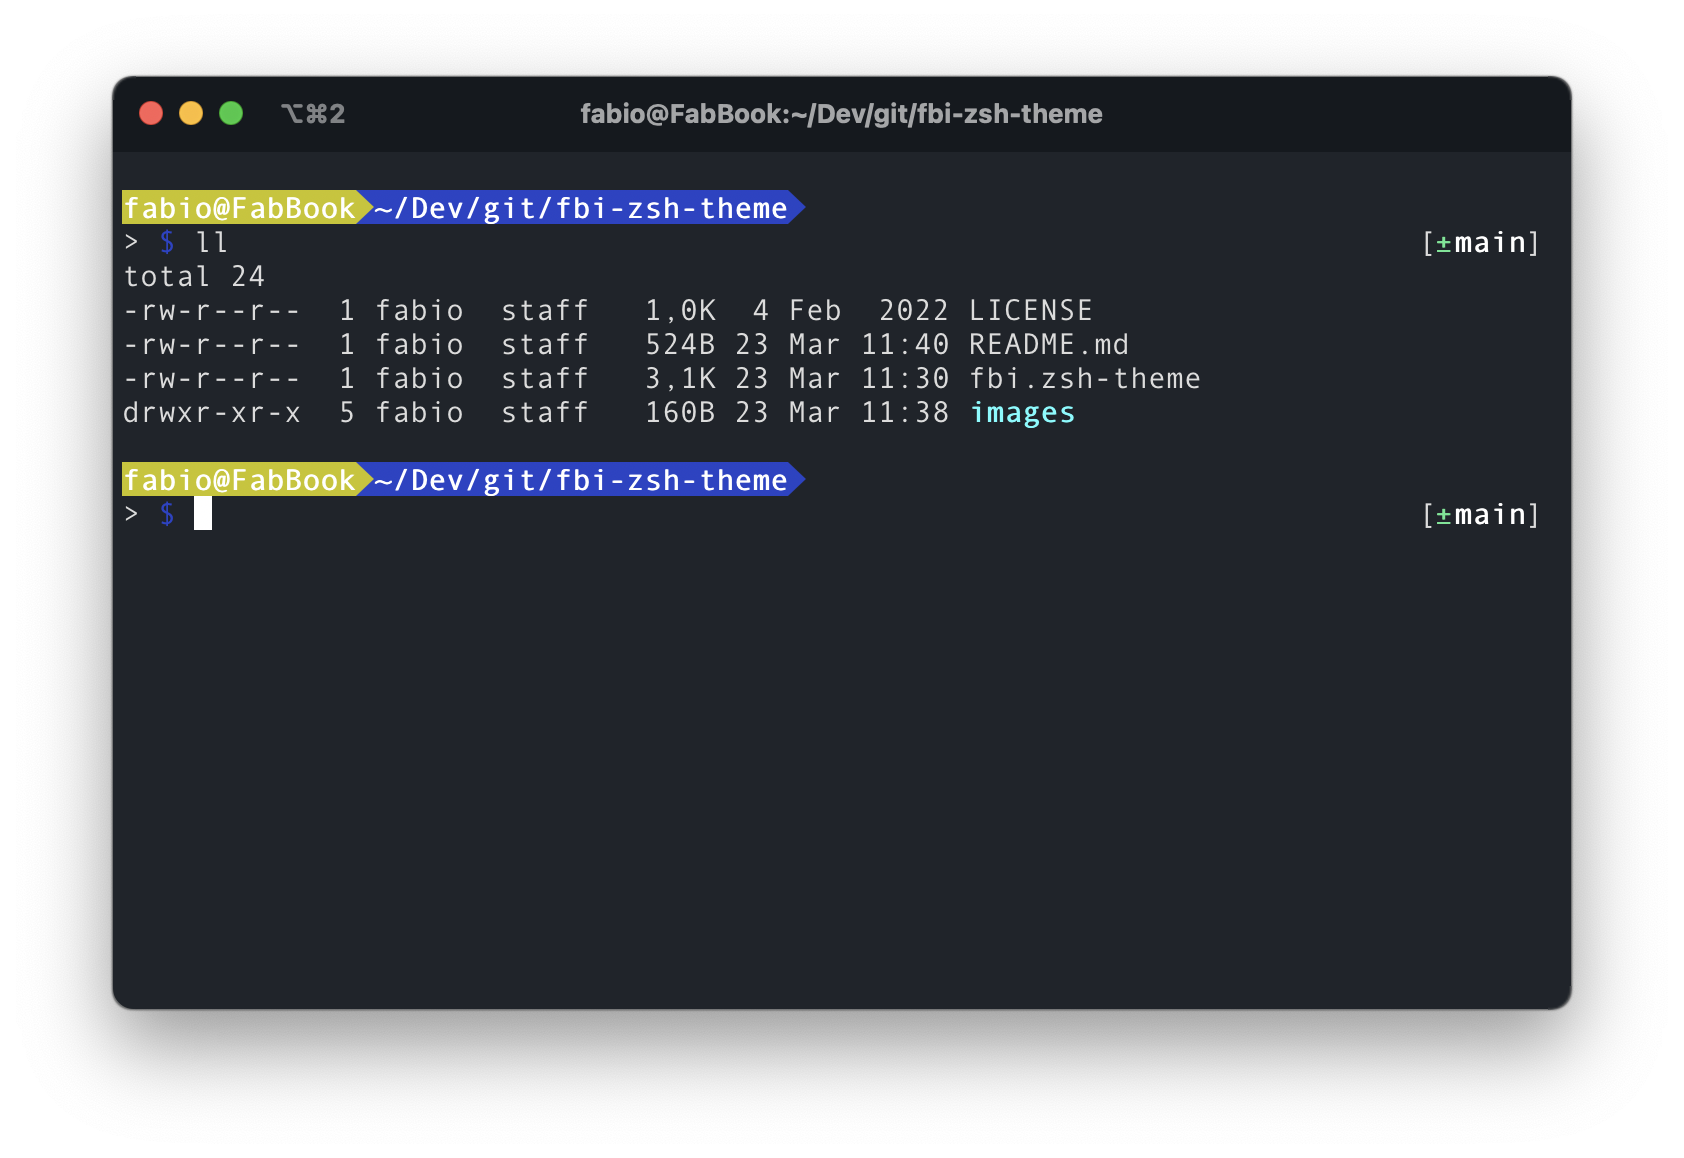 ⌥⌘2 fabio@FabBook:~/Dev/git/fbi-zsh-theme
fabio@FabBook ~/Dev/git/fbi-zsh-theme
> $ ll [±main]
total 24
-rw-r--r--  1 fabio  staff   1,0K  4 Feb  2022 LICENSE
-rw-r--r--  1 fabio  staff   524B 23 Mar 11:40 README.md
-rw-r--r--  1 fabio  staff   3,1K 23 Mar 11:30 fbi.zsh-theme
drwxr-xr-x  5 fabio  staff   160B 23 Mar 11:38 images
fabio@FabBook ~/Dev/git/fbi-zsh-theme
> $ [±main]